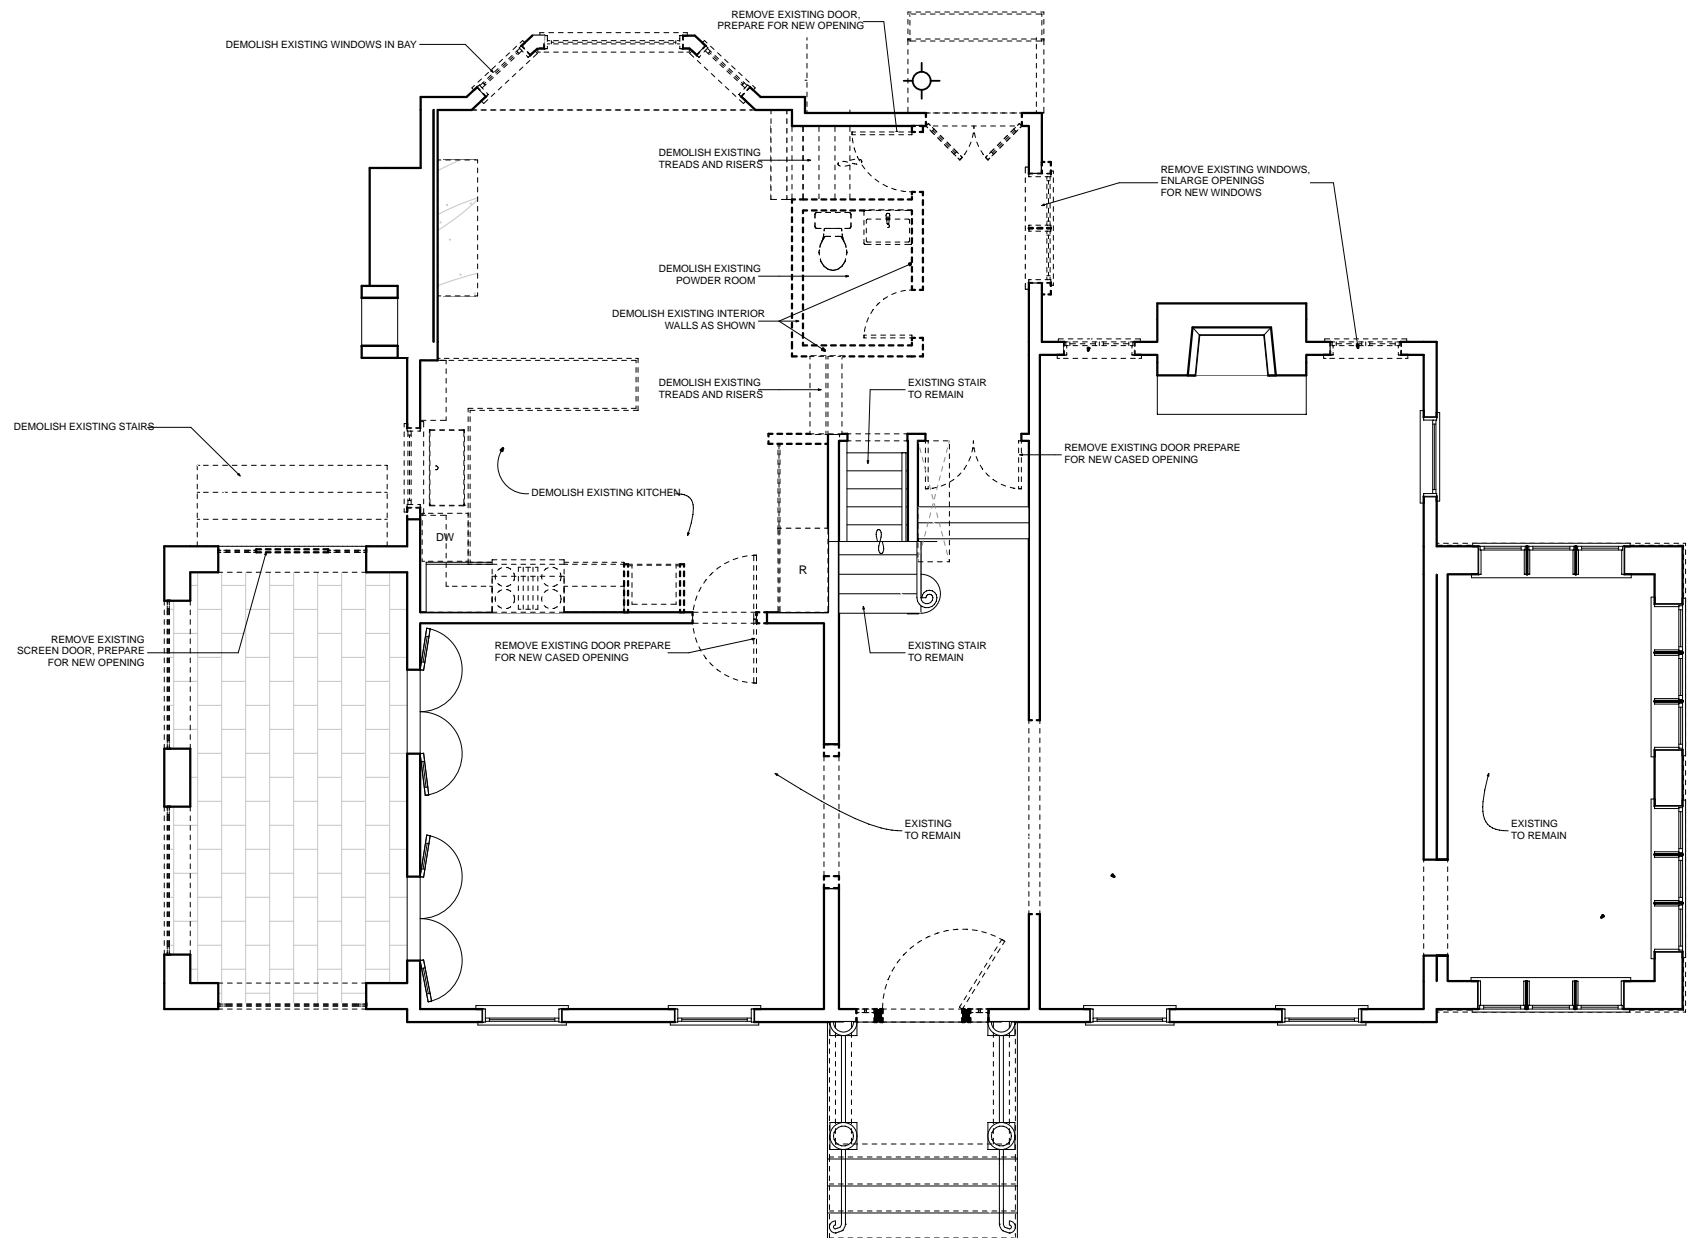 REMOVE EXISTING DOOR,
PREPARE FOR NEW OPENING
DEMOLISH EXISTING WINDOWS IN BAY
DEMOLISH EXISTING
TREADS AND RISERS
REMOVE EXISTING WINDOWS,
ENLARGE OPENINGS
FOR NEW WINDOWS
DEMOLISH EXISTING
POWDER ROOM
DEMOLISH EXISTING INTERIOR
WALLS AS SHOWN
DEMOLISH EXISTING
TREADS AND RISERS
EXISTING STAIR
TO REMAIN
DEMOLISH EXISTING STAIRS
REMOVE EXISTING DOOR PREPARE
FOR NEW CASED OPENING
DEMOLISH EXISTING KITCHEN
DW
R
REMOVE EXISTING
SCREEN DOOR, PREPARE
FOR NEW OPENING
REMOVE EXISTING DOOR PREPARE
FOR NEW CASED OPENING
EXISTING STAIR
TO REMAIN
EXISTING
TO REMAIN
EXISTING
TO REMAIN